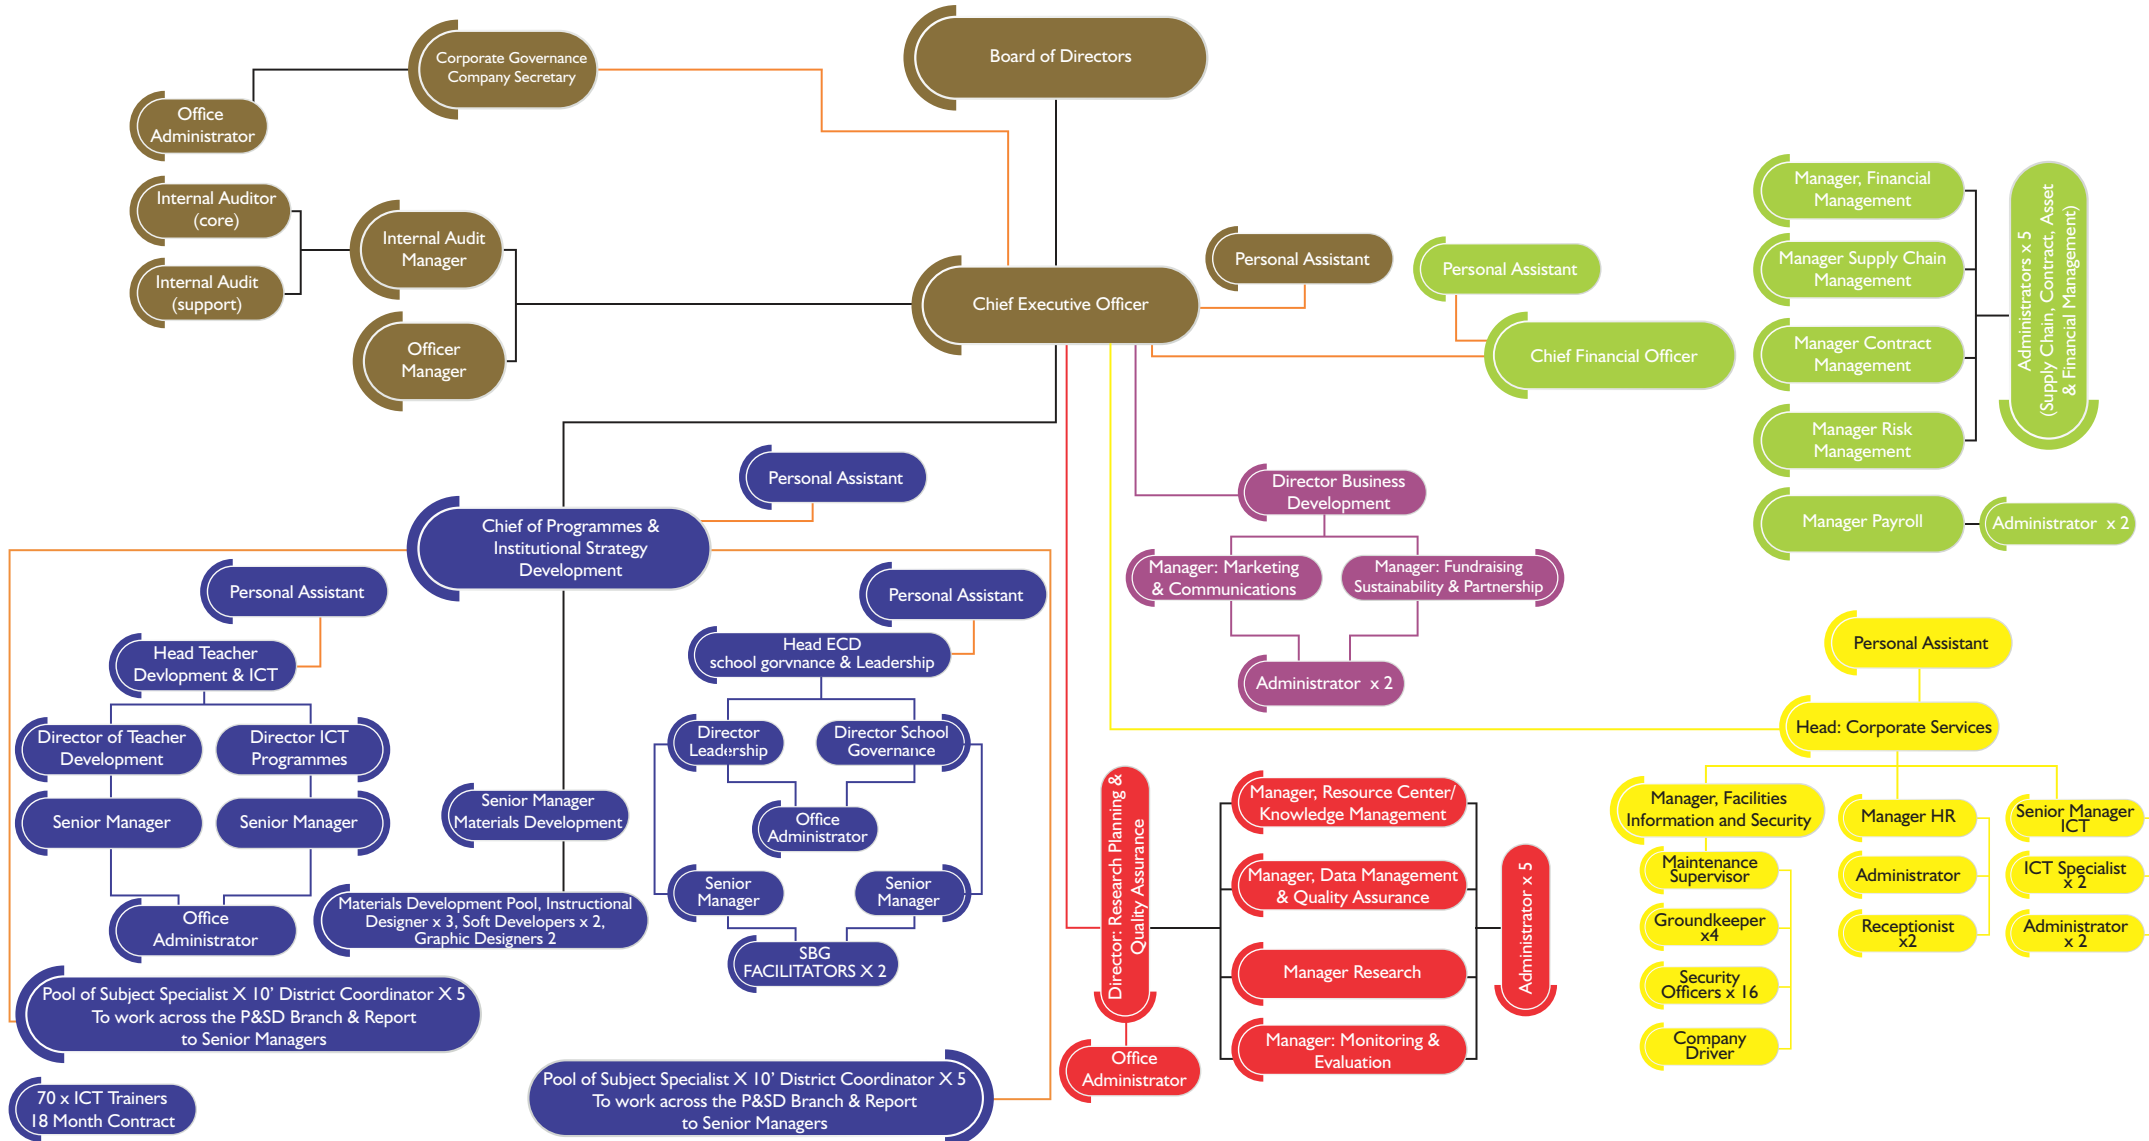 Board of Directors
Corporate Governance
Company Secretary
Office
Administrator
Internal Auditor
(core)
Internal Audit
(support)
Internal Audit
Manager
Officer
Manager
Chief Executive Officer
Personal Assistant
Personal Assistant
Chief Financial Officer
Manager, Financial
Management
Manager Supply Chain
Management
Manager Contract
Management
Manager Risk
Management
Manager Payroll
Administrators x 5
(Supply Chain, Contract, Asset
& Financial Management)
Administrator x 2
Personal Assistant
Chief of Programmes &
Institutional Strategy
Development
Personal Assistant
Head Teacher
Devlopment & ICT
Director of Teacher
Development
Director ICT
Programmes
Senior Manager
Senior Manager
Office
Administrator
Pool of Subject Specialist X 10' District Coordinator X 5
To work across the P&SD Branch & Report
to Senior Managers
70 x ICT Trainers
18 Month Contract
Senior Manager
Materials Development
Materials Development Pool, Instructional
Designer x 3, Soft Developers x 2,
Graphic Designers 2
Personal Assistant
Head ECD
school gorvnance & Leadership
Director
Leadership
Director School
Governance
Office
Administrator
Senior
Manager
Senior
Manager
SBG
FACILITATORS X 2
Pool of Subject Specialist X 10' District Coordinator X 5
To work across the P&SD Branch & Report
to Senior Managers
Director Business
Development
Manager: Marketing
& Communications
Manager: Fundraising
Sustainability & Partnership
Administrator x 2
Director: Research Planning &
Quality Assurance
Office
Administrator
Manager, Resource Center/
Knowledge Management
Manager, Data Management
& Quality Assurance
Manager Research
Manager: Monitoring &
Evaluation
Administrator x 5
Personal Assistant
Head: Corporate Services
Manager, Facilities
Information and Security
Maintenance
Supervisor
Groundkeeper
x4
Security
Officers x 16
Company
Driver
Manager HR
Administrator
Receptionist
x2
Senior Manager
ICT
ICT Specialist
x 2
Administrator
x 2